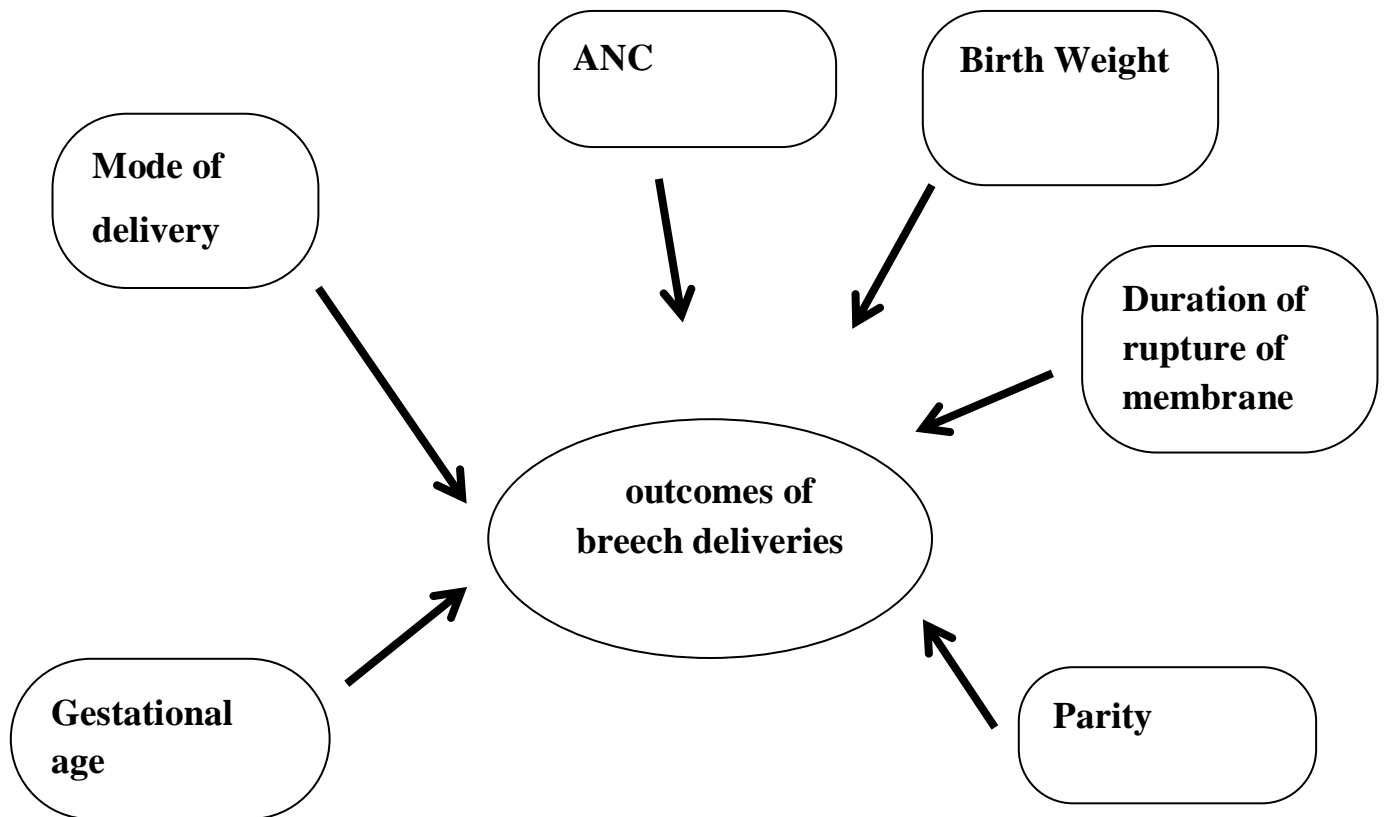 ANC
Birth Weight
Mode of
delivery
Duration of
rupture of
membrane
outcomes of
breech deliveries
Gestational
age
Parity